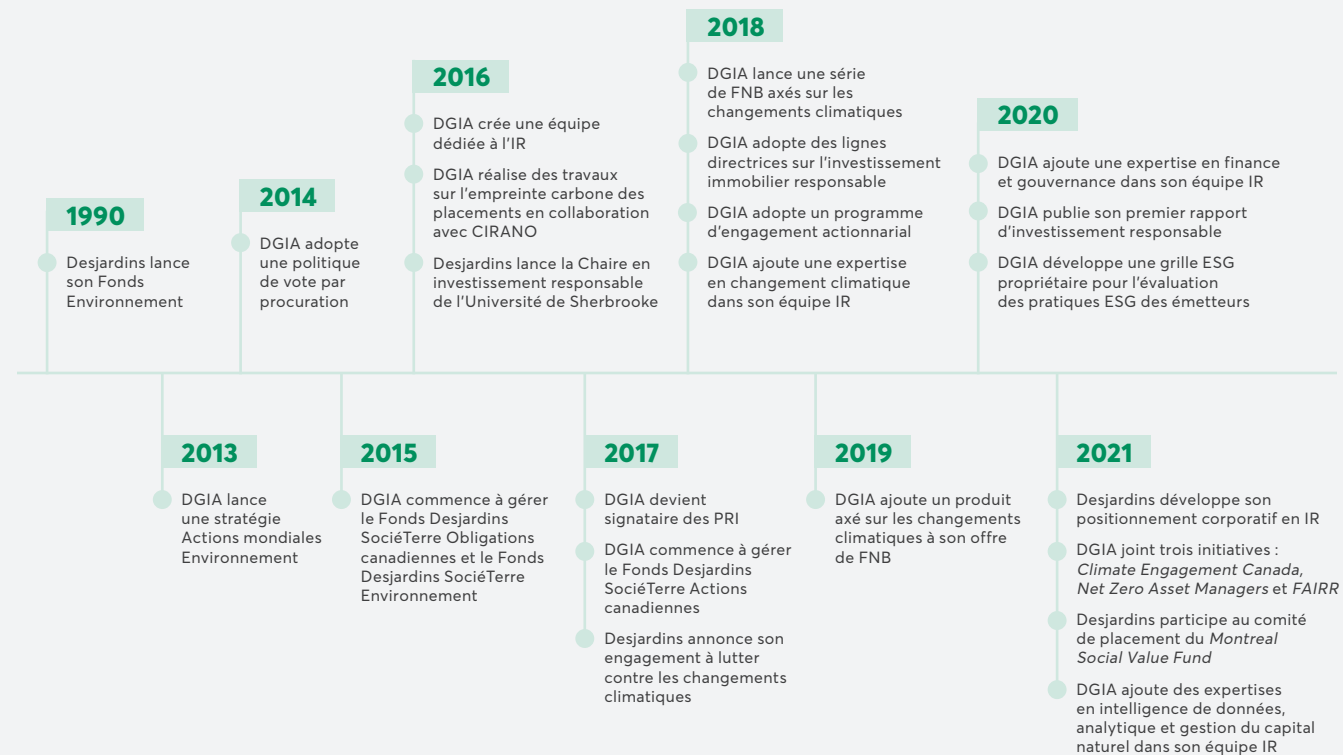 1990
Desjardins lance
son Fonds
Environnement
2013
DGIA lance
une stratégie
Actions mondiales
Environnement
2014
DGIA adopte
une politique
de vote par
procuration
2015
DGIA commence à gérer
le Fonds Desjardins
SociéTerre Obligations
canadiennes et le Fonds
Desjardins SociéTerre
Environnement
2016
DGIA crée une équipe
dédiée à l'IR
DGIA réalise des travaux
sur l'empreinte carbone des
placements en collaboration
avec CIRANO
Desjardins lance la Chaire en
investissement responsable
de l'Université de Sherbrooke
2017
DGIA devient
signataire des PRI
DGIA commence à gérer
le Fonds Desjardins
SociéTerre Actions
canadiennes
Desjardins annonce son
engagement à lutter
contre les changements
climatiques
2018
DGIA lance une série
de FNB axés sur les
changements climatiques
DGIA adopte des lignes
directrices sur l'investissement
immobilier responsable
DGIA adopte un programme
d'engagement actionnarial
DGIA ajoute une expertise
en changement climatique
dans son équipe IR
2019
DGIA ajoute un produit
axé sur les changements
climatiques à son offre
de FNB
2020
DGIA ajoute une expertise en finance
et gouvernance dans son équipe IR
DGIA publie son premier rapport
d'investissement responsable
DGIA développe une grille ESG
propriétaire pour l'évaluation
des pratiques ESG des émetteurs
2021
Desjardins développe son
positionnement corporatif en IR
DGIA joint trois initiatives :
Climate Engagement Canada,
Net Zero Asset Managers et FAIRR
Desjardins participe au comité
de placement du Montreal
Social Value Fund
DGIA ajoute des expertises
en intelligence de données,
analytique et gestion du capital
naturel dans son équipe IR